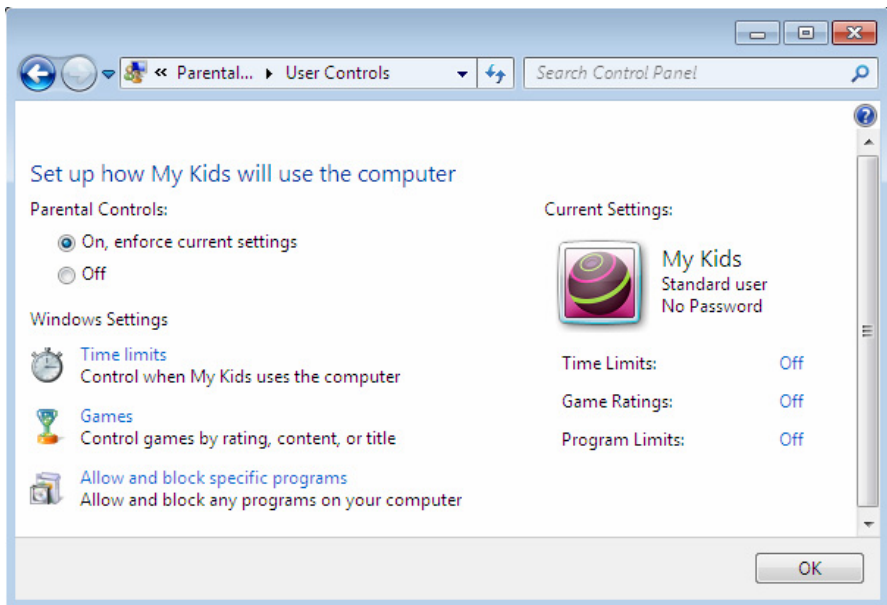 « Parental... ▸ User Controls
Search Control Panel
Set up how My Kids will use the computer
Parental Controls:
On, enforce current settings
Off
Windows Settings
Time limits
Control when My Kids uses the computer
Games
Control games by rating, content, or title
Allow and block specific programs
Allow and block any programs on your computer
Current Settings:
My Kids
Standard user
No Password
Time Limits: Off
Game Ratings: Off
Program Limits: Off
OK